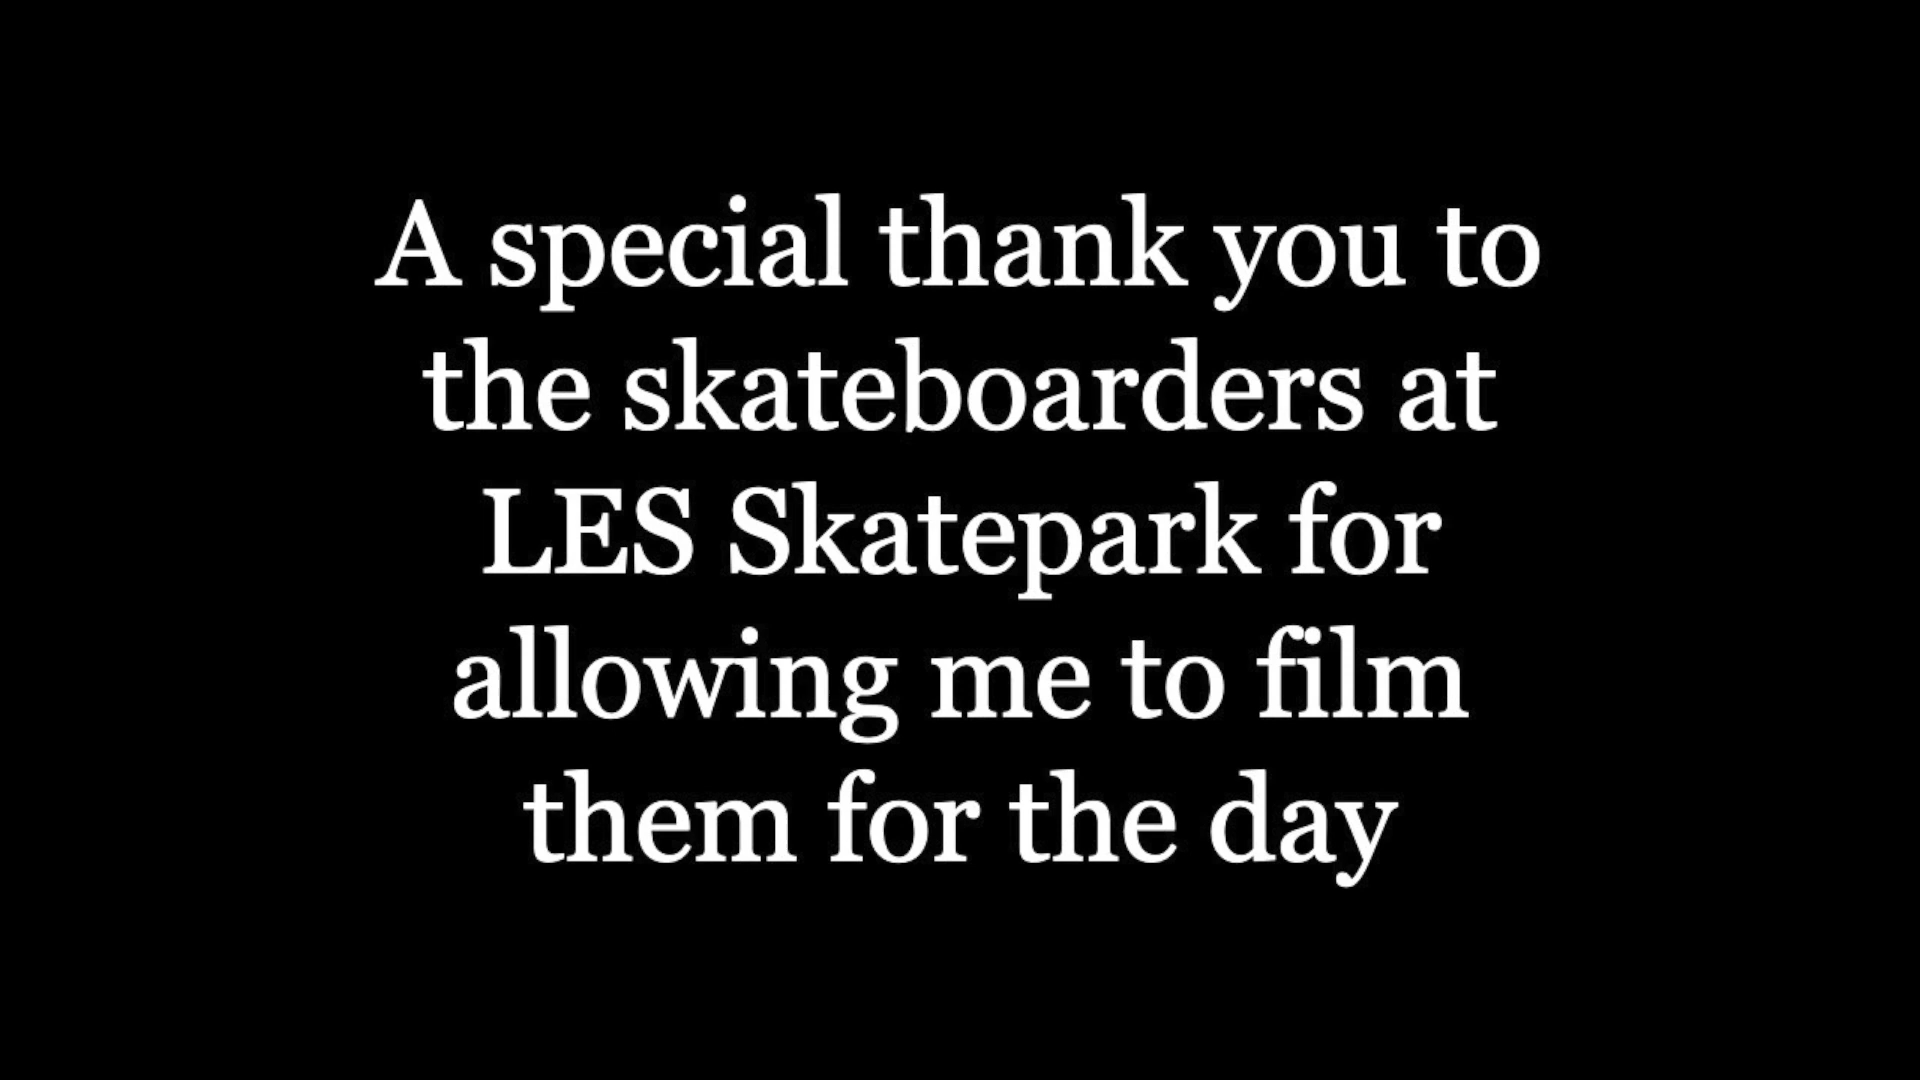 A special thank you to
the skateboarders at
LES Skatepark for
allowing me to film
them for the day